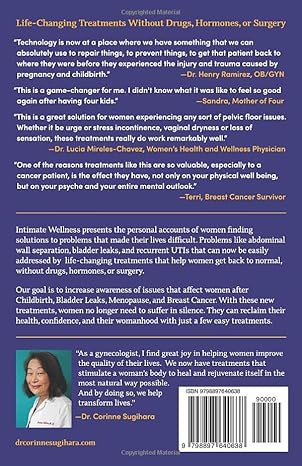 Copyrighted Material
Life-Changing Treatments Without Drugs, Hormones, or Surgery
"Technology is now at a place where we have something that we can
absolutely use to repair things, to prevent things, to get that patient back to
where they were before they experienced the injury and trauma caused by
pregnancy and childbirth."
—Dr. Henry Ramirez, OB/GYN
"This is a game-changer for me. I didn't know what it was like to feel so good
again after having four kids."
—Sandra, Mother of Four
"This is a great solution for women experiencing any sort of pelvic floor issues.
Whether it be urge or stress incontinence, vaginal dryness or loss of
sensation, these treatments really do work remarkably well."
—Dr. Lucia Mireles-Chavez, Women's Health and Wellness Physician
"One of the reasons treatments like this are so valuable, especially to a
cancer patient, is the effect they have, not only on your physical well being,
but on your psyche and your entire mental outlook."
—Terri, Breast Cancer Survivor
Intimate Wellness presents the personal accounts of women finding
solutions to problems that made their lives difficult. Problems like abdominal
wall separation, bladder leaks, and recurrent UTIs that can now be easily
addressed by life-changing treatments that help women get back to normal,
without drugs, hormones, or surgery.
Our goal is to increase awareness of issues that affect women after
Childbirth, Bladder Leaks, Menopause, and Breast Cancer. With these new
treatments, women no longer need to suffer in silence. They can reclaim their
health, confidence, and their womanhood with just a few easy treatments.
"As a gynecologist, I find great joy in helping women improve
the quality of their lives. We now have treatments that
stimulate a woman's body to heal and rejuvenate itself in the
most natural way possible.
And by doing so, we help
transform lives."
—Dr. Corinne Sugihara
drcorinnesugihara.com
ISBN 9798897640638
90000
9 798897 640638
Copyrighted Material